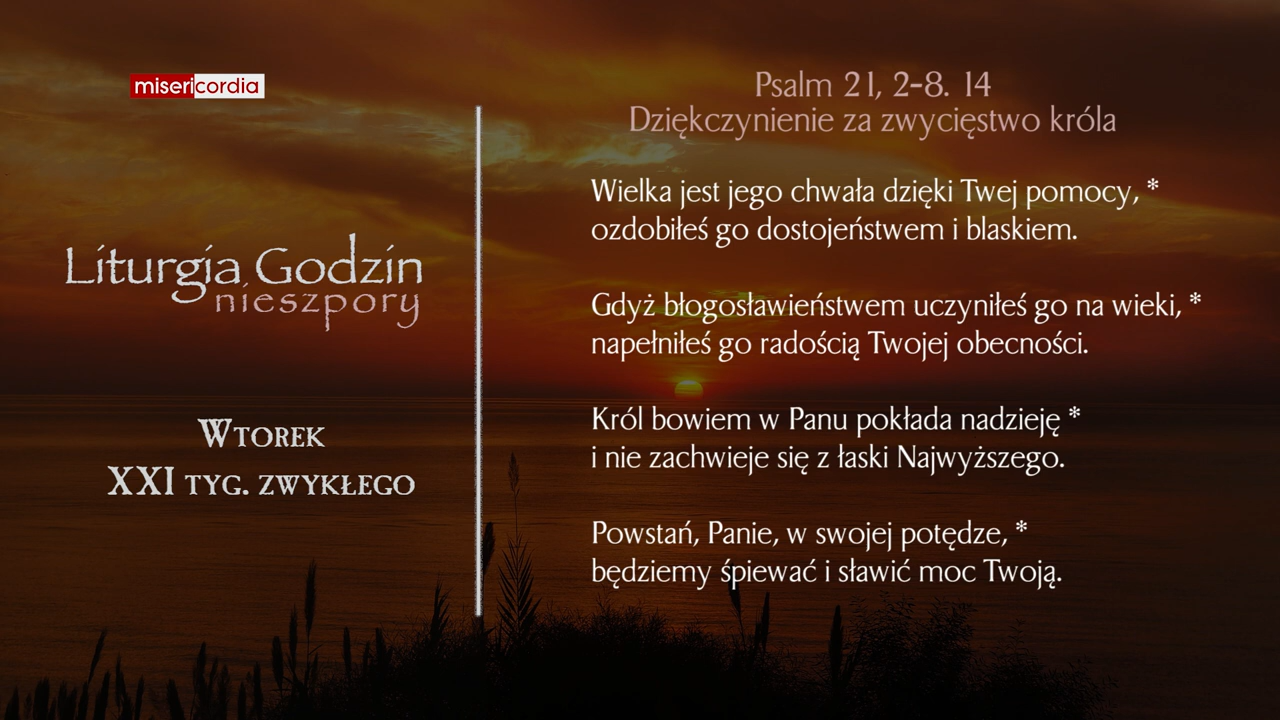 misericordia
Liturgia Godzin
nieszpory
Wtorek
XXI tyg. zwykłego
Psalm 21, 2-8. 14
Dziękczynienie za zwycięstwo króla
Wielka jest jego chwała dzięki Twej pomocy, *
ozdobiłeś go dostojeństwem i blaskiem.
Gdyż błogosławieństwem uczyniłeś go na wieki, *
napełniłeś go radością Twojej obecności.
Król bowiem w Panu pokłada nadzieję *
i nie zachwieje się z łaski Najwyższego.
Powstań, Panie, w swojej potędze, *
będziemy śpiewać i sławić moc Twoją.